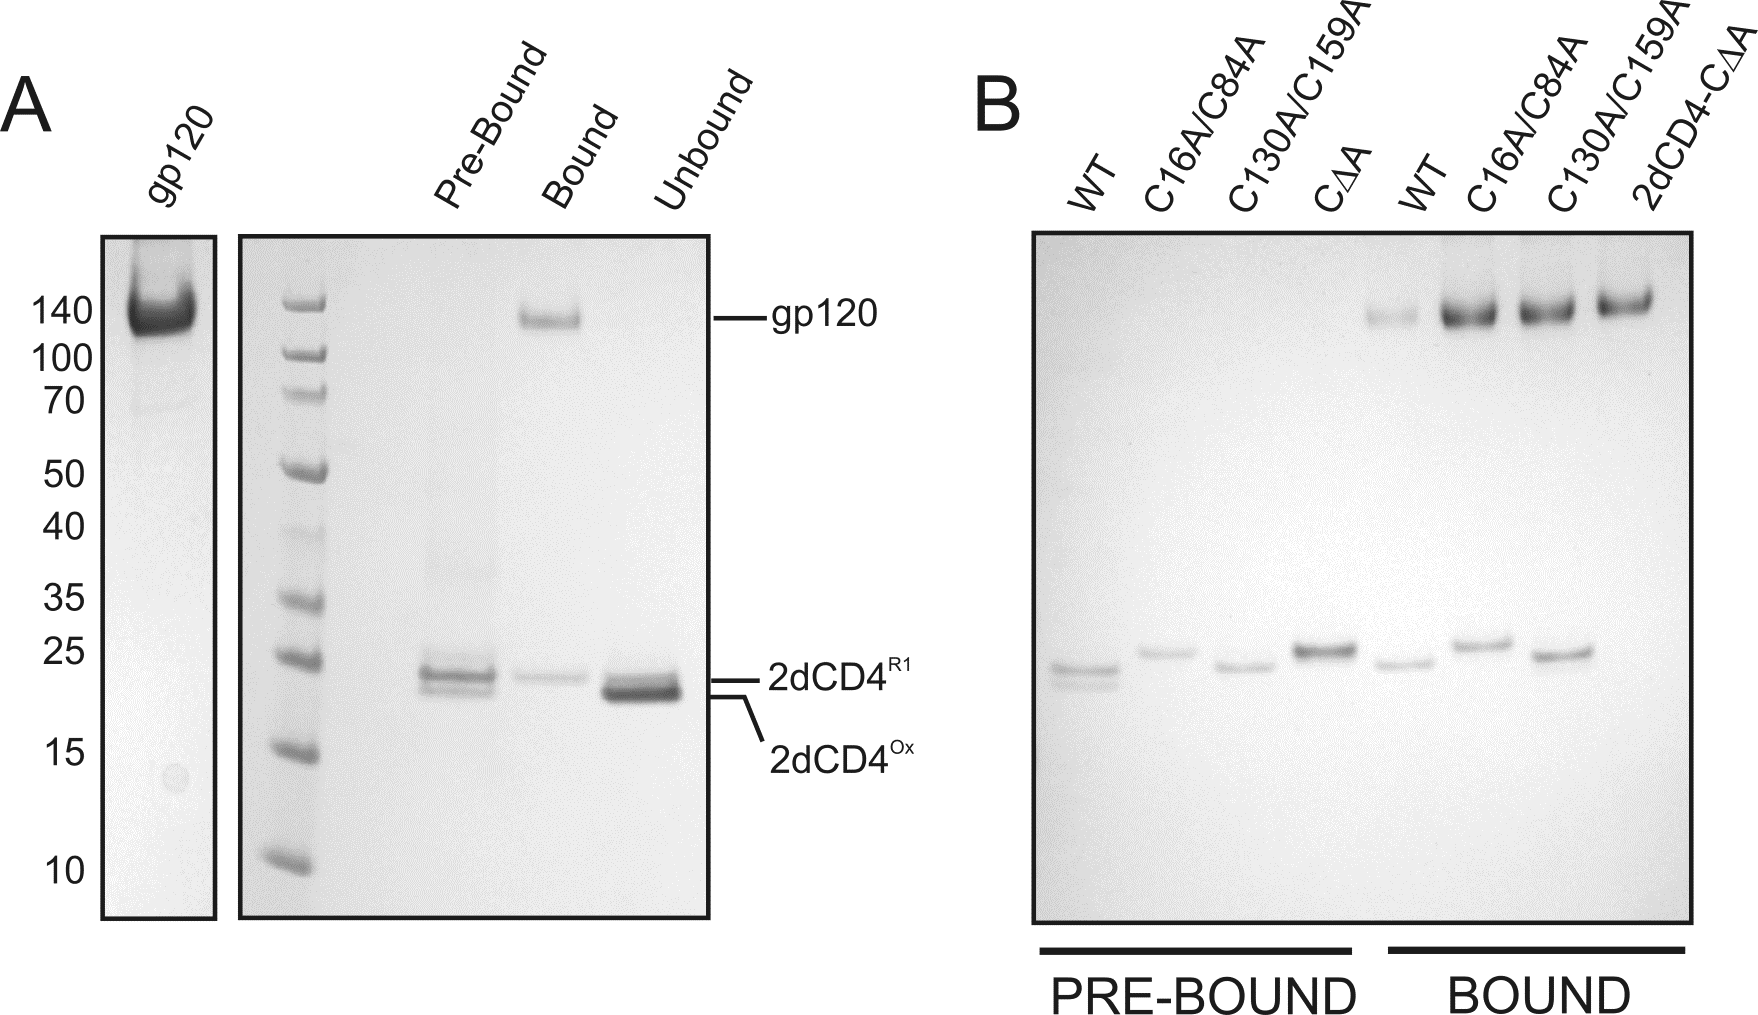 A
gp120
Pre-Bound
Bound
Unbound
140
100
70
50
40
35
25
15
10
gp120
2dCD4R1
2dCD4Ox
B
WT
C16A/C84A
C130A/C159A
CΔA
WT
C16A/C84A
C130A/C159A
2dCD4-CΔA
PRE-BOUND
BOUND